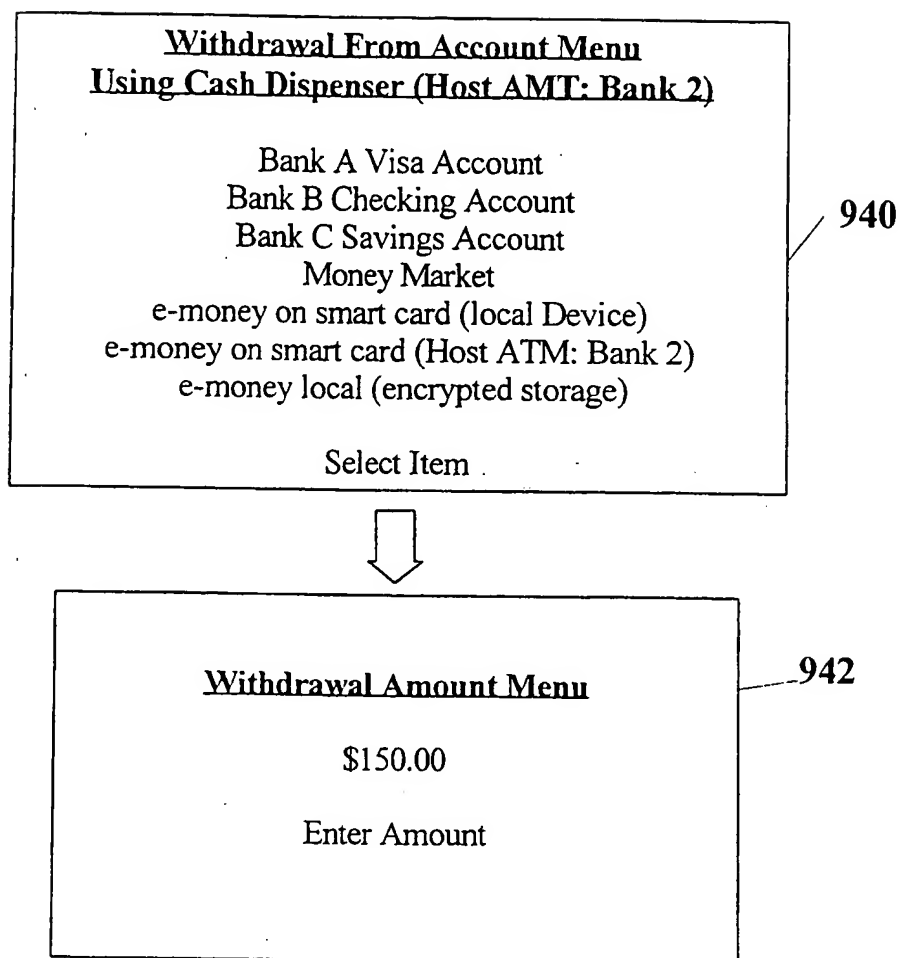 Withdrawal From Account Menu
Using Cash Dispenser (Host AMT: Bank 2)
Bank A Visa Account
Bank B Checking Account
Bank C Savings Account
Money Market
e-money on smart card (local Device)
e-money on smart card (Host ATM: Bank 2)
e-money local (encrypted storage)
Select Item
940
Withdrawal Amount Menu
$150.00
Enter Amount
942